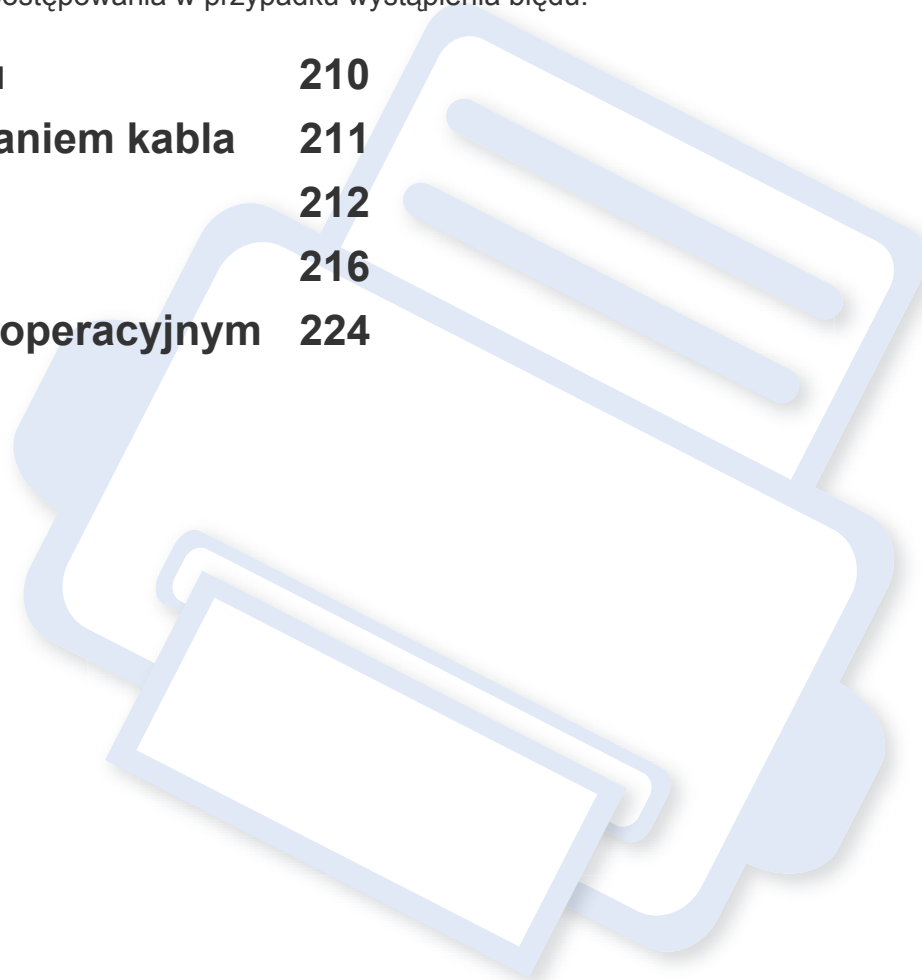 postępowania w przypadku wystąpienia błędu.
210
aniem kabla 211
212
216
operacyjnym 224